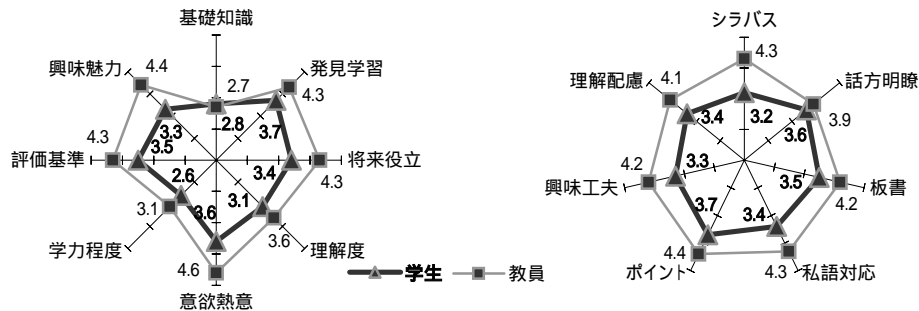 基礎知識
2.7
発見学習
4.3
興味魅力
4.4
2.8
3.7
3.3
評価基準
4.3
3.5
3.4
将来役立
4.3
2.6
3.1
3.1
3.6
3.6
学力程度
理解度
4.6
意欲熱意
学生
教員
シラバス
4.3
理解配慮
4.1
話方明瞭
3.9
3.4
3.2
3.6
興味工夫
4.2
3.3
3.5
板書
4.2
3.7
3.4
4.4
4.3
ポイント
私語対応